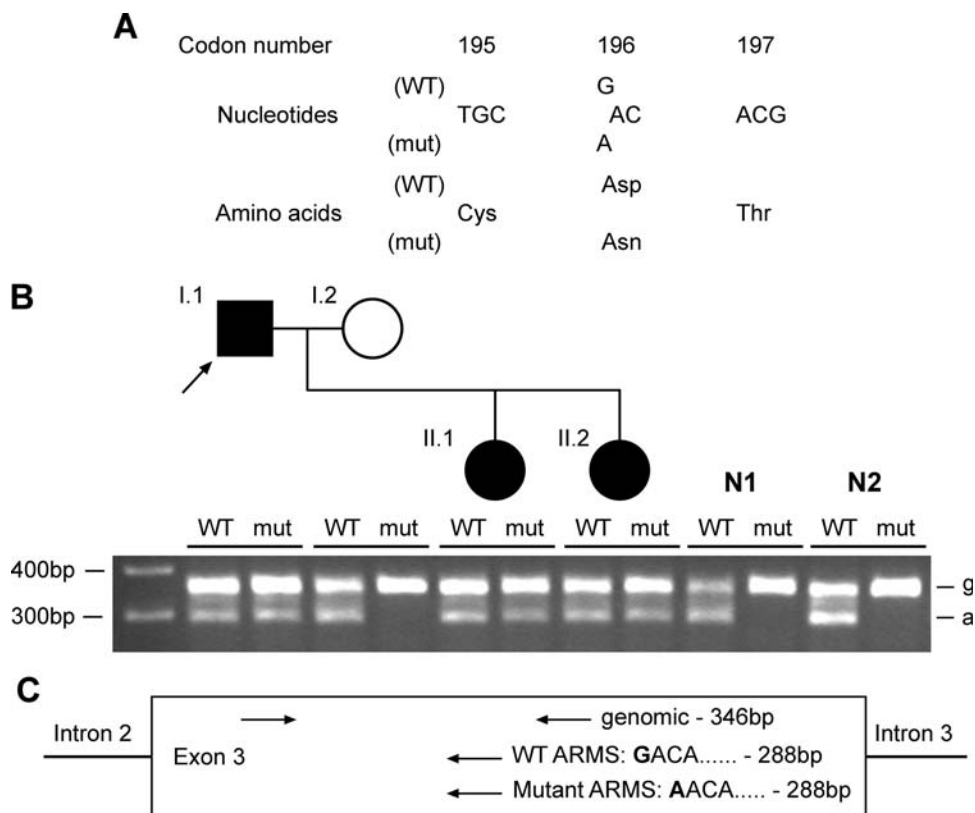 A
Codon number 195 196 197
(WT) G
Nucleotides TGC AC ACG
(mut) A
(WT) Asp
Amino acids Cys Thr
(mut) Asn
B
I.1 I.2
II.1 II.2
N1 N2
WT mut WT mut WT mut WT mut WT mut WT mut
400bp g
300bp a
C
Intron 2 genomic - 346bp Intron 3
Exon 3 WT ARMS: GACA...... - 288bp
Mutant ARMS: AACA..... - 288bp